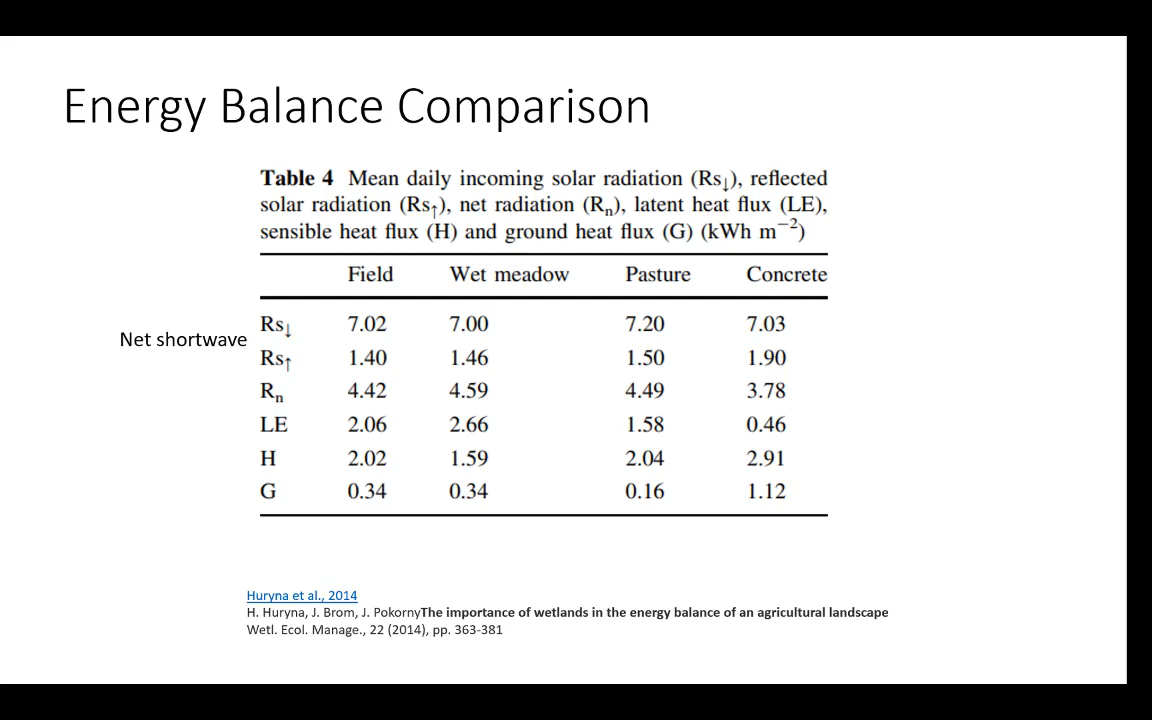 Energy Balance Comparison
Table 4 Mean daily incoming solar radiation (Rs↓), reflected
solar radiation (Rs↑), net radiation (Rn), latent heat flux (LE),
sensible heat flux (H) and ground heat flux (G) (kWh m−2)
Field Wet meadow Pasture Concrete
Rs↓ 7.02 7.00 7.20 7.03
Net shortwave
Rs↑ 1.40 1.46 1.50 1.90
Rn 4.42 4.59 4.49 3.78
LE 2.06 2.66 1.58 0.46
H 2.02 1.59 2.04 2.91
G 0.34 0.34 0.16 1.12
Huryna et al., 2014
H. Huryna, J. Brom, J. PokornyThe importance of wetlands in the energy balance of an agricultural landscape
Wetl. Ecol. Manage., 22 (2014), pp. 363-381